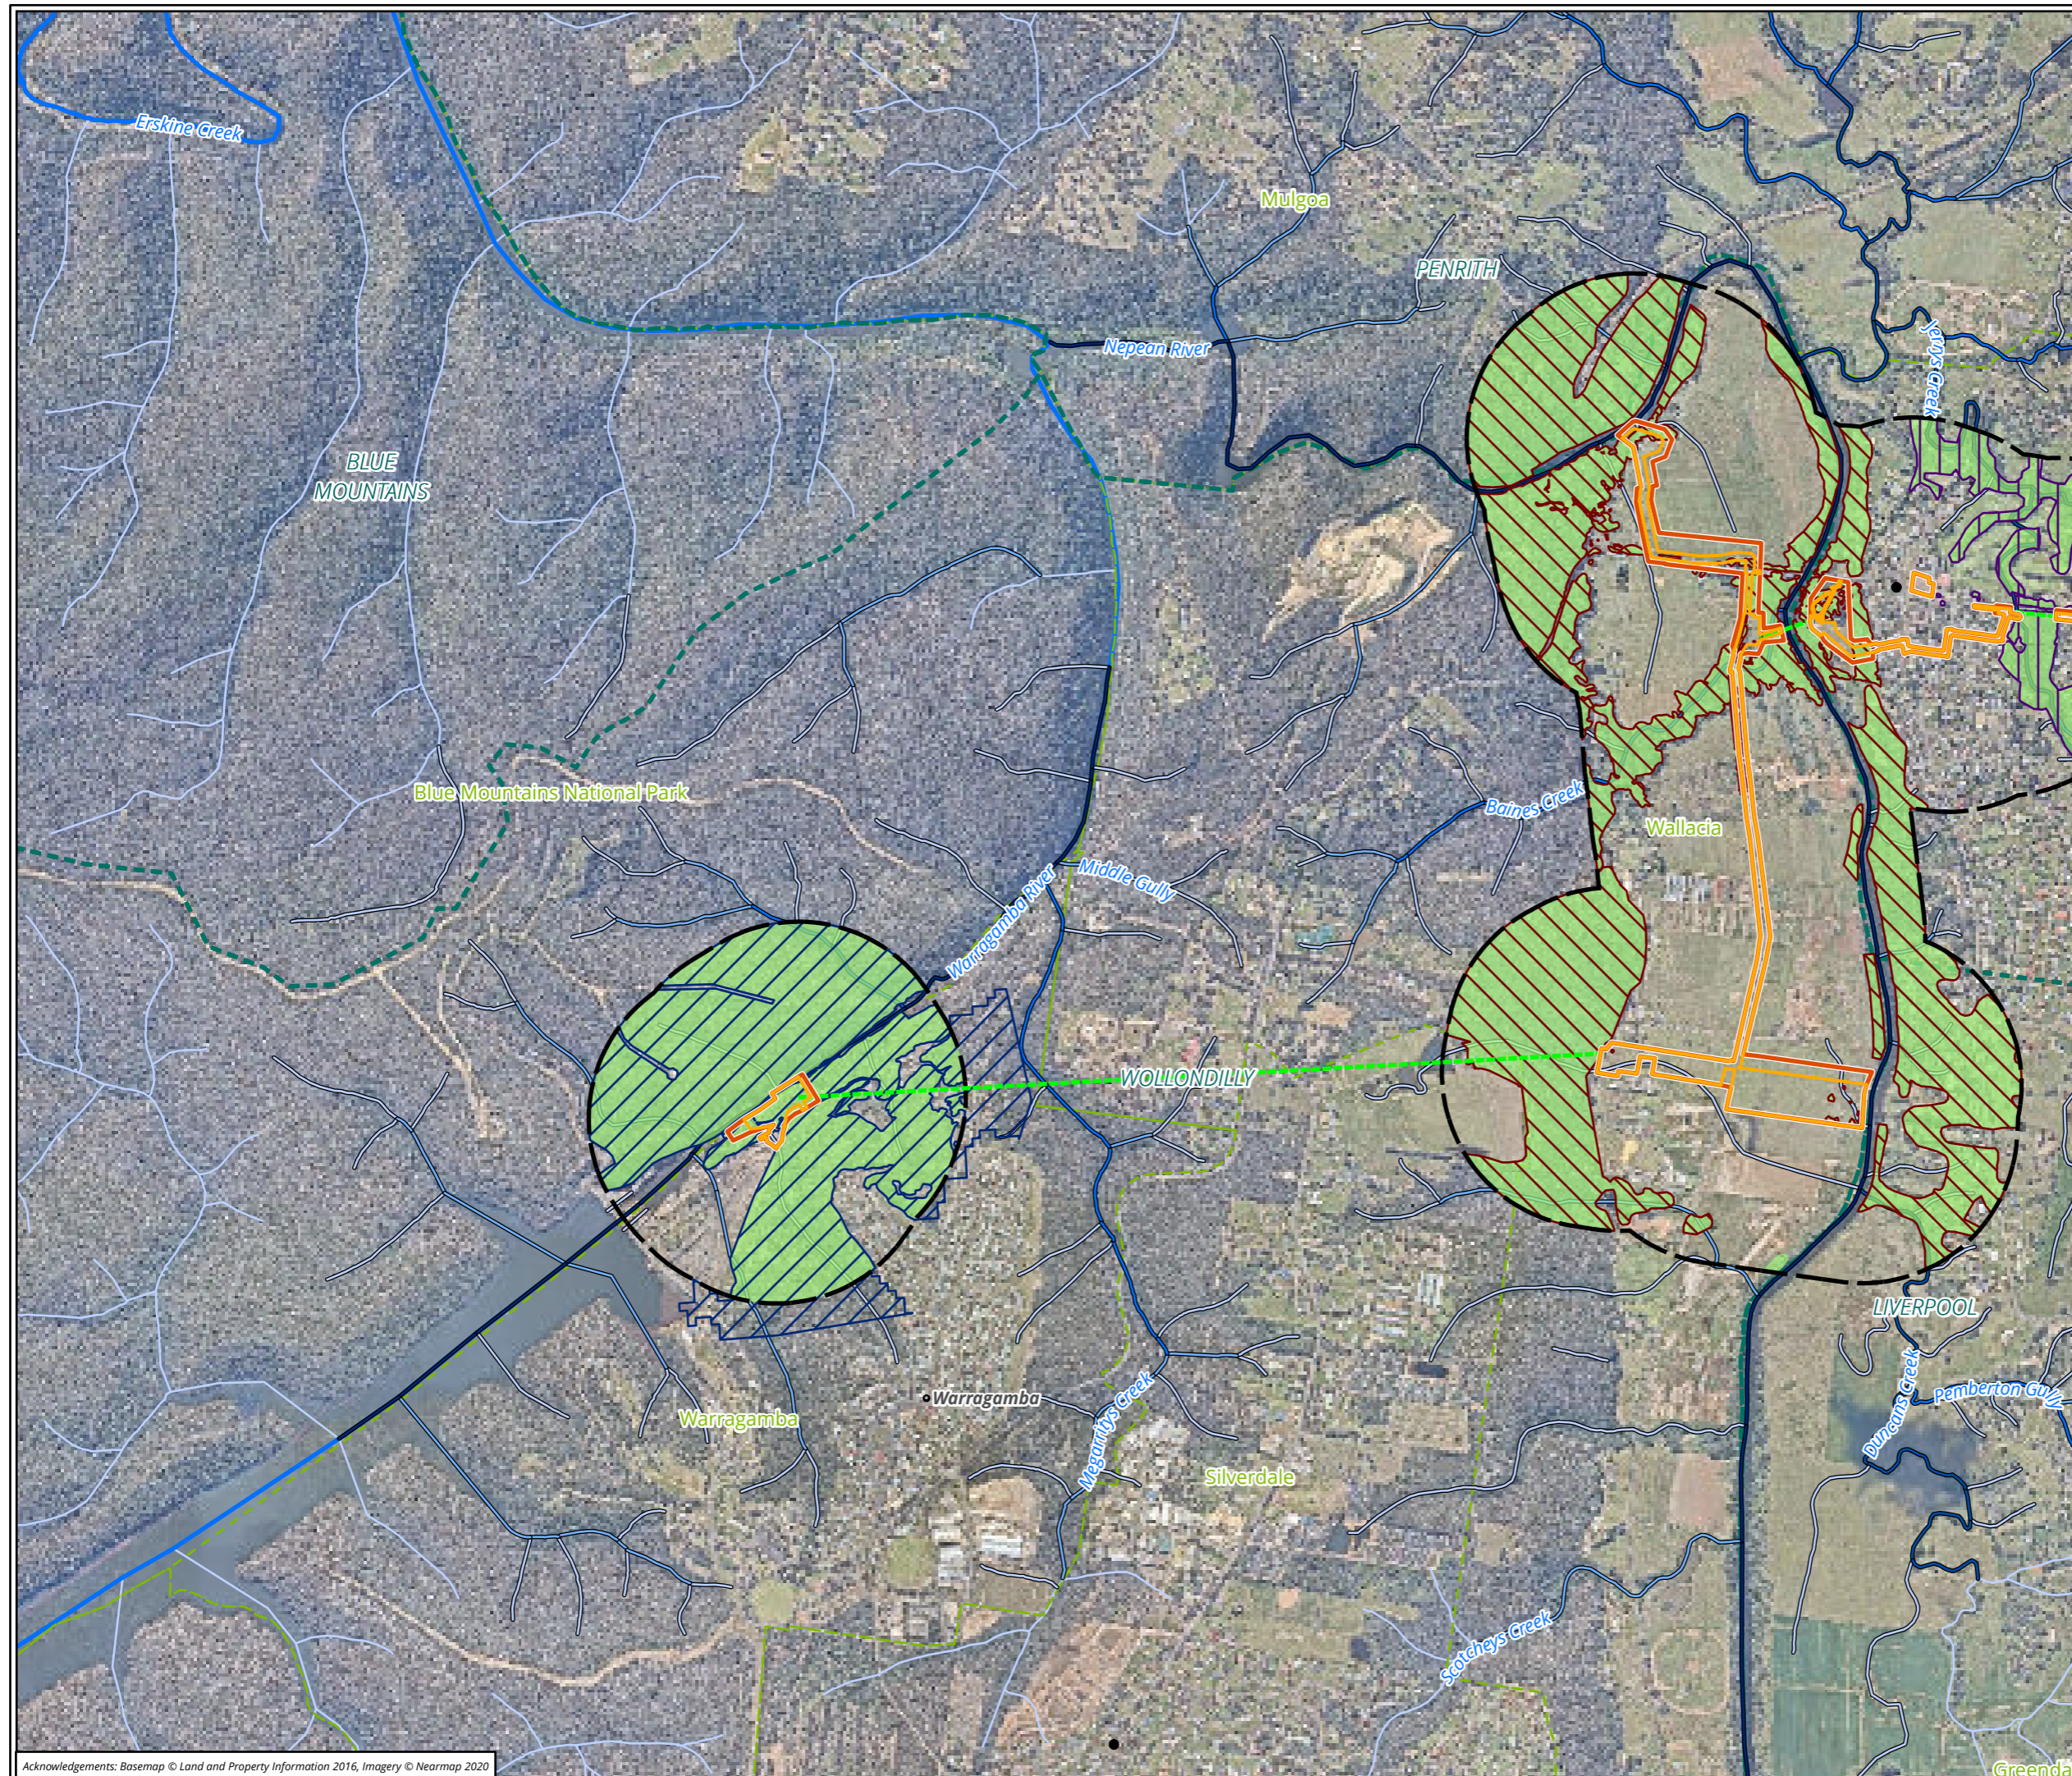 Erskine Creek
Mulgoa
PENRITH
Nepean River
Jerrys Creek
BLUE
MOUNTAINS
Blue Mountains National Park
Baines Creek
Wallacia
Middle Gully
Warragamba River
WOLLONDILLY
LIVERPOOL
Duncans Creek
Pemberton Gully
Warragamba
Warragamba
Megarritys Creek
Silverdale
Scotcheys Creek
Greenda
Acknowledgements: Basemap © Land and Property Information 2016, Imagery © Nearmap 2020